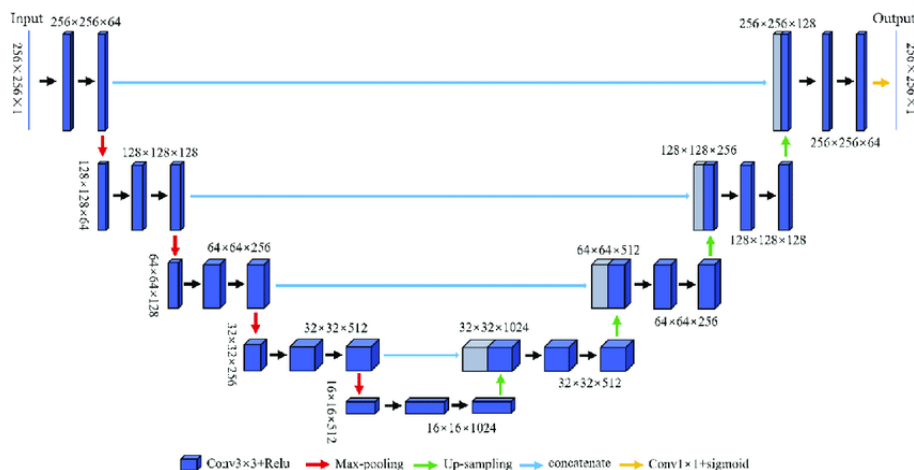 Input
256×256×1
256×256×64
256×256×128
Output
256×256×1
256×256×64
128×128×64
128×128×128
128×128×256
128×128×128
64×64×128
64×64×256
64×64×512
64×64×256
32×32×256
32×32×512
32×32×1024
32×32×512
16×16×512
16×16×1024
Conv3×3+Relu
Max-pooling
Up-sampling
concatenate
Conv1×1+sigmoid